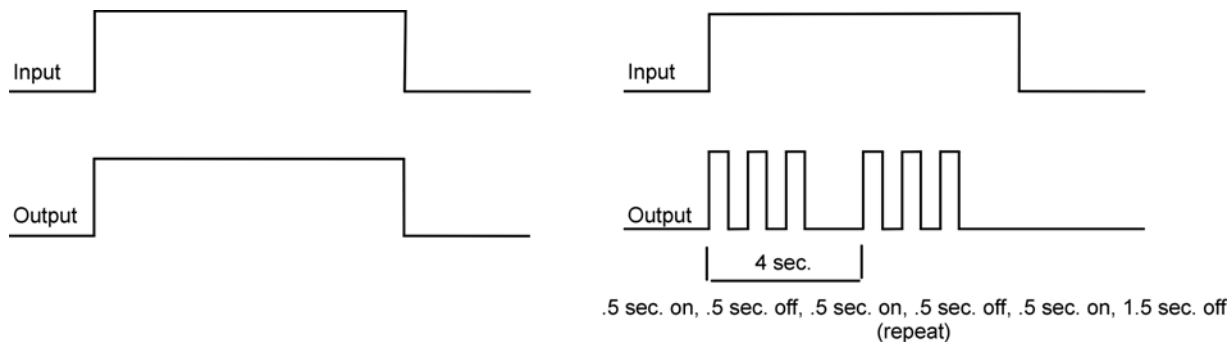 Input
Output
Input
Output
4 sec.
.5 sec. on, .5 sec. off, .5 sec. on, .5 sec. off, .5 sec. on, 1.5 sec. off
(repeat)